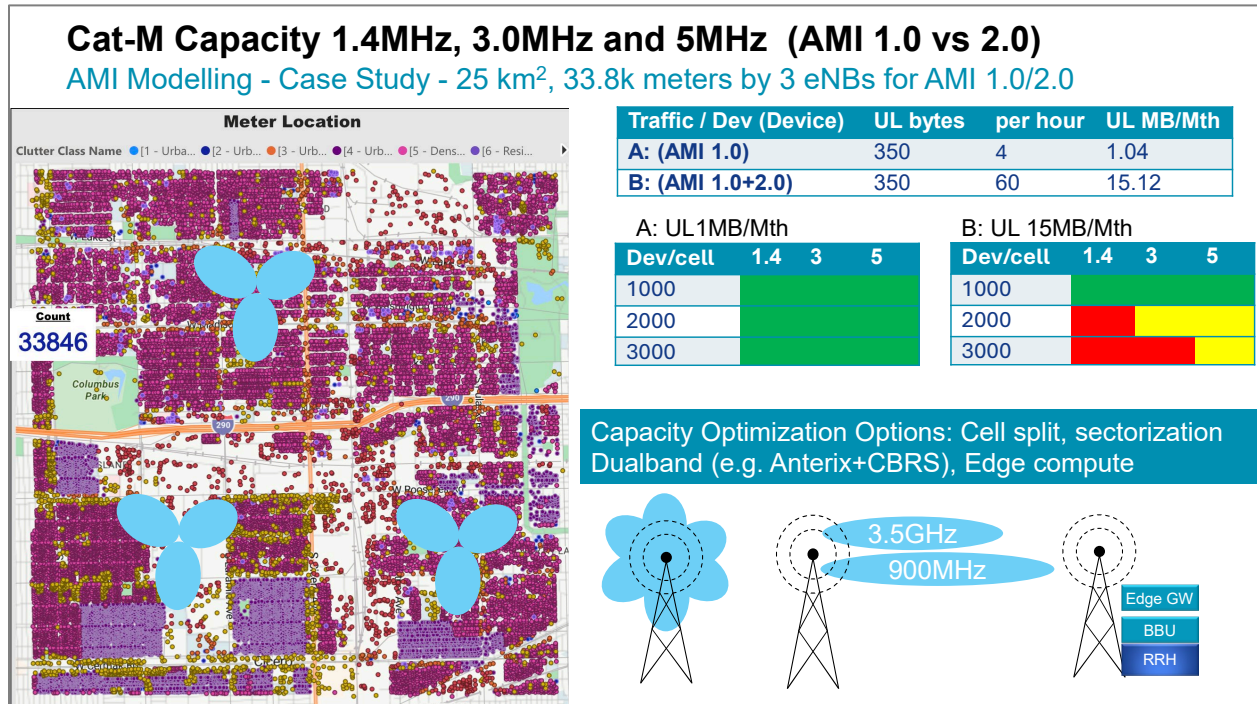 Cat-M Capacity 1.4MHz, 3.0MHz and 5MHz (AMI 1.0 vs 2.0)
AMI Modelling - Case Study - 25 km², 33.8k meters by 3 eNBs for AMI 1.0/2.0
Meter Location
Clutter Class Name [1 - Urba... [2 - Urb... [3 - Urb... [4 - Urb... [5 - Dens... [6 - Resi...
W Lake St
Count
33846
Columbus
Park
290
290
W Roosevelt Rd
Traffic / Dev (Device) UL bytes per hour UL MB/Mth
A: (AMI 1.0) 350 4 1.04
B: (AMI 1.0+2.0) 350 60 15.12
A: UL1MB/Mth
Dev/cell 1.4 3 5
1000
2000
3000
B: UL 15MB/Mth
Dev/cell 1.4 3 5
1000
2000
3000
Capacity Optimization Options: Cell split, sectorization
Dualband (e.g. Anterix+CBRS), Edge compute
3.5GHz
900MHz
Edge GW
BBU
RRH